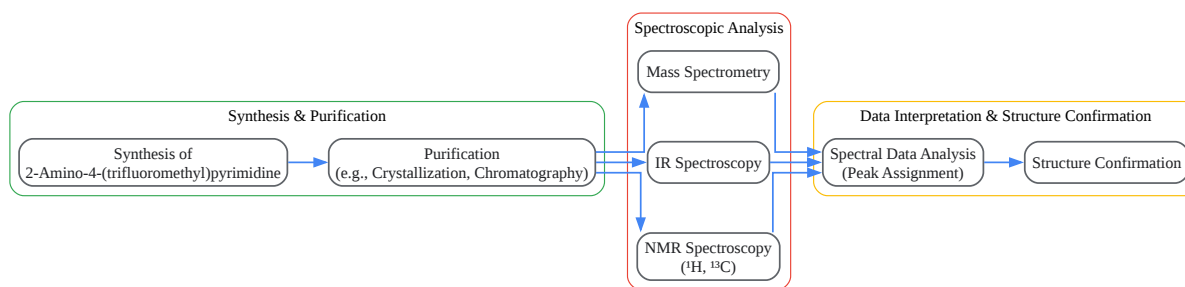 Synthesis & Purification
Synthesis of
2-Amino-4-(trifluoromethyl)pyrimidine
Purification
(e.g., Crystallization, Chromatography)
Spectroscopic Analysis
Mass Spectrometry
IR Spectroscopy
NMR Spectroscopy
(¹H, ¹³C)
Data Interpretation & Structure Confirmation
Spectral Data Analysis
(Peak Assignment)
Structure Confirmation